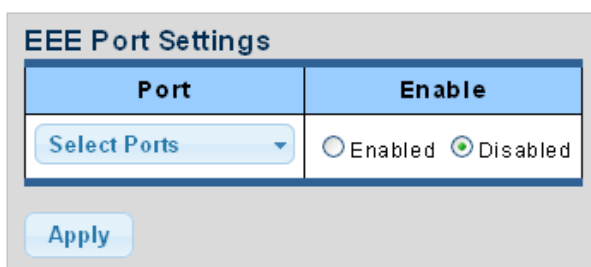 EEE Port Settings
Port Enable
Select Ports Enabled Disabled
Apply